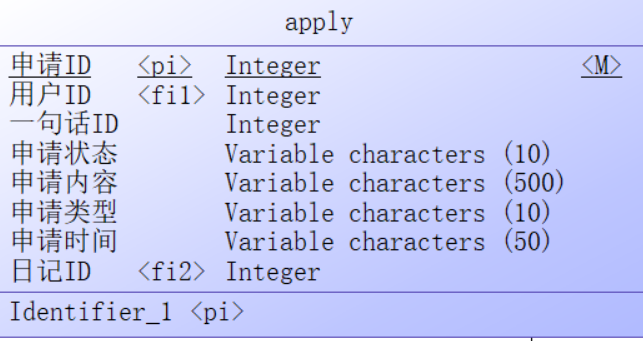 apply
申请ID <pi> Integer <M>
用户ID <fi1> Integer
一句话ID Integer
申请状态 Variable characters (10)
申请内容 Variable characters (500)
申请类型 Variable characters (10)
申请时间 Variable characters (50)
日记ID <fi2> Integer
Identifier_1 <pi>